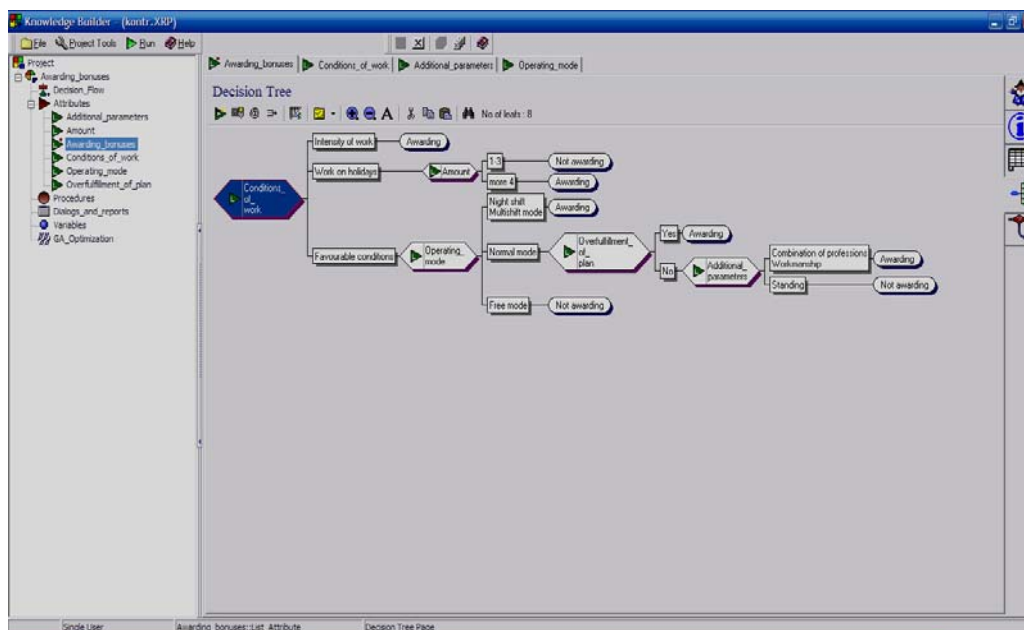 Knowledge Builder - (kontr.XRP)
File Project Tools Run Help
Project
Awarding_bonuses
Decision_Flow
Attributes
Additional_parameters
Amount
Awarding_bonuses
Conditions_of_work
Operating_mode
Overfulfillment_of_plan
Procedures
Dialogs_and_reports
Variables
GA_Optimization
Awarding_bonuses Conditions_of_work Additional_parameters Operating_mode
Decision Tree
No of leafs : 8
Conditions_
of_
work
Intensity of work
Awarding
Work on holidays
Amount
1-3
Not awarding
more 4
Awarding
Favourable conditions
Operating_
mode
Night shift
Multishift mode
Awarding
Normal mode
Overfulfillment_
of_
plan
Yes
Awarding
No
Additional_
parameters
Combination of professions
Workmanship
Awarding
Standing
Not awarding
Free mode
Not awarding
Single User
Awarding_bonuses::List_Attribute
Decision Tree Page